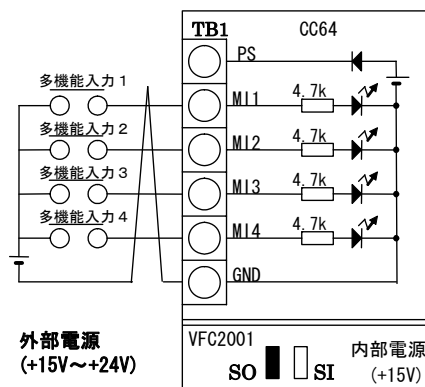 TB1
CC64
PS
多機能入力1
MI1
4.7k
多機能入力2
MI2
4.7k
多機能入力3
MI3
4.7k
多機能入力4
MI4
4.7k
GND
外部電源
(+15V～+24V)
VFC2001
SO
SI
内部電源
(+15V)